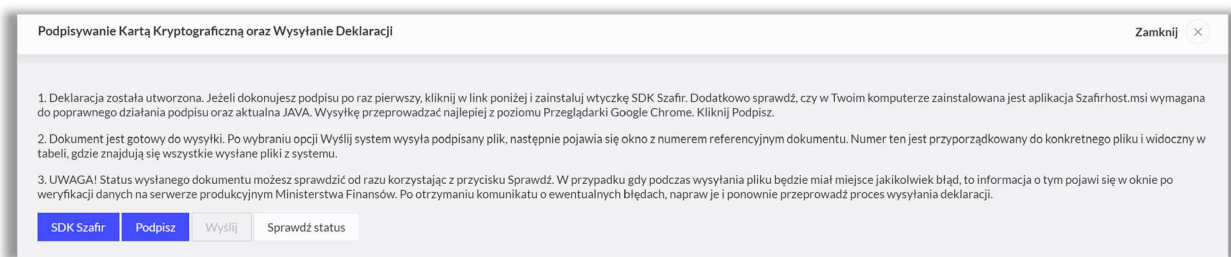 Podpisywanie Kartą Kryptograficzną oraz Wysyłanie Deklaracji
Zamknij
1. Deklaracja została utworzona. Jeżeli dokonujesz podpisu po raz pierwszy, kliknij w link poniżej i zainstaluj wtyczkę SDK Szafir. Dodatkowo sprawdź, czy w Twoim komputerze zainstalowana jest aplikacja Szafirhost.msi wymagana
do poprawnego działania podpisu oraz aktualna JAVA. Wysyłkę przeprowadzać najlepiej z poziomu Przeglądarki Google Chrome. Kliknij Podpisz.
2. Dokument jest gotowy do wysyłki. Po wybraniu opcji Wyślij system wysyła podpisany plik, następnie pojawia się okno z numerem referencyjnym dokumentu. Numer ten jest przyporządkowany do konkretnego pliku i widoczny w
tabeli, gdzie znajdują się wszystkie wysłane pliki z systemu.
3. UWAGA! Status wysłanego dokumentu możesz sprawdzić od razu korzystając z przycisku Sprawdź. W przypadku gdy podczas wysyłania pliku będzie miał miejsce jakikolwiek błąd, to informacja o tym pojawi się w oknie po
weryfikacji danych na serwerze produkcyjnym Ministerstwa Finansów. Po otrzymaniu komunikatu o ewentualnych błędach, napraw je i ponownie przeprowadź proces wysyłania deklaracji.
SDK Szafir Podpisz Wyślij Sprawdź status